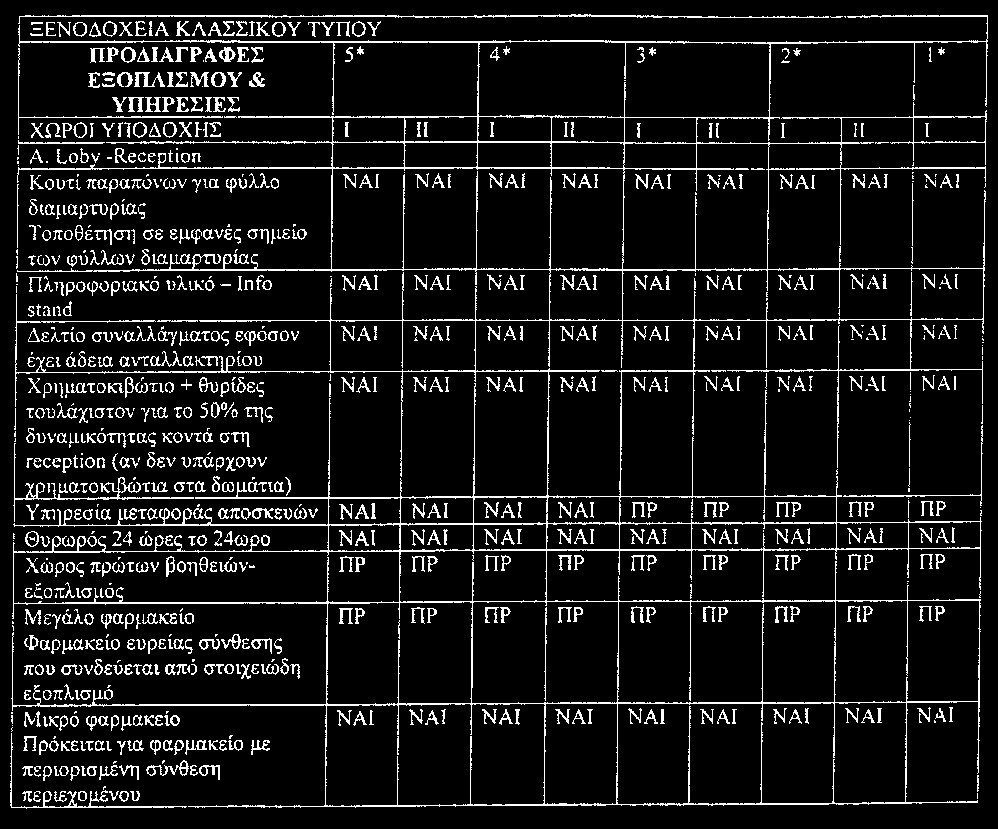 ΞΕΝΟΔΟΧΕΙΑ ΚΛΑΣΣΙΚΟΥ ΤΥΠΟΥ
ΠΡΟΔΙΑΓΡΑΦΕΣ 5* 4* 3* 2* 1*
ΕΞΟΠΛΙΣΜΟΥ &
ΥΠΗΡΕΣΙΕΣ
ΧΩΡΟΙ ΥΠΟΔΟΧΗΣ I II I II I II I II I
Α. Loby -Reception
Κουτί παραπόνων για φύλλο ΝΑΙ ΝΑΙ ΝΑΙ ΝΑΙ ΝΑΙ ΝΑΙ ΝΑΙ ΝΑΙ ΝΑΙ
διαμαρτυρίας
Τοποθέτηση σε εμφανές σημείο
των φύλλων διαμαρτυρίας
Πληροφοριακό υλικό – Info ΝΑΙ ΝΑΙ ΝΑΙ ΝΑΙ ΝΑΙ ΝΑΙ ΝΑΙ ΝΑΙ ΝΑΙ
stand
Δελτίο συναλλάγματος εφόσον ΝΑΙ ΝΑΙ ΝΑΙ ΝΑΙ ΝΑΙ ΝΑΙ ΝΑΙ ΝΑΙ ΝΑΙ
έχει άδεια ανταλλακτηρίου
Χρηματοκιβώτιο + θυρίδες ΝΑΙ ΝΑΙ ΝΑΙ ΝΑΙ ΝΑΙ ΝΑΙ ΝΑΙ ΝΑΙ ΝΑΙ
τουλάχιστον για το 50% της
δυναμικότητας κοντά στη
reception (αν δεν υπάρχουν
χρηματοκιβώτια στα δωμάτια)
Υπηρεσία μεταφοράς αποσκευών ΝΑΙ ΝΑΙ ΝΑΙ ΝΑΙ ΠΡ ΠΡ ΠΡ ΠΡ ΠΡ
Θυρωρός 24 ώρες το 24ωρο ΝΑΙ ΝΑΙ ΝΑΙ ΝΑΙ ΝΑΙ ΝΑΙ ΝΑΙ ΝΑΙ ΝΑΙ
Χώρος πρώτων βοηθειών- ΠΡ ΠΡ ΠΡ ΠΡ ΠΡ ΠΡ ΠΡ ΠΡ ΠΡ
εξοπλισμός
Μεγάλο φαρμακείο ΠΡ ΠΡ ΠΡ ΠΡ ΠΡ ΠΡ ΠΡ ΠΡ ΠΡ
Φαρμακείο ευρείας σύνθεσης
που συνδεύεται από στοιχειώδη
εξοπλισμό
Μικρό φαρμακείο ΝΑΙ ΝΑΙ ΝΑΙ ΝΑΙ ΝΑΙ ΝΑΙ ΝΑΙ ΝΑΙ ΝΑΙ
Πρόκειται για φαρμακείο με
περιορισμένη σύνθεση
περιεχομένου